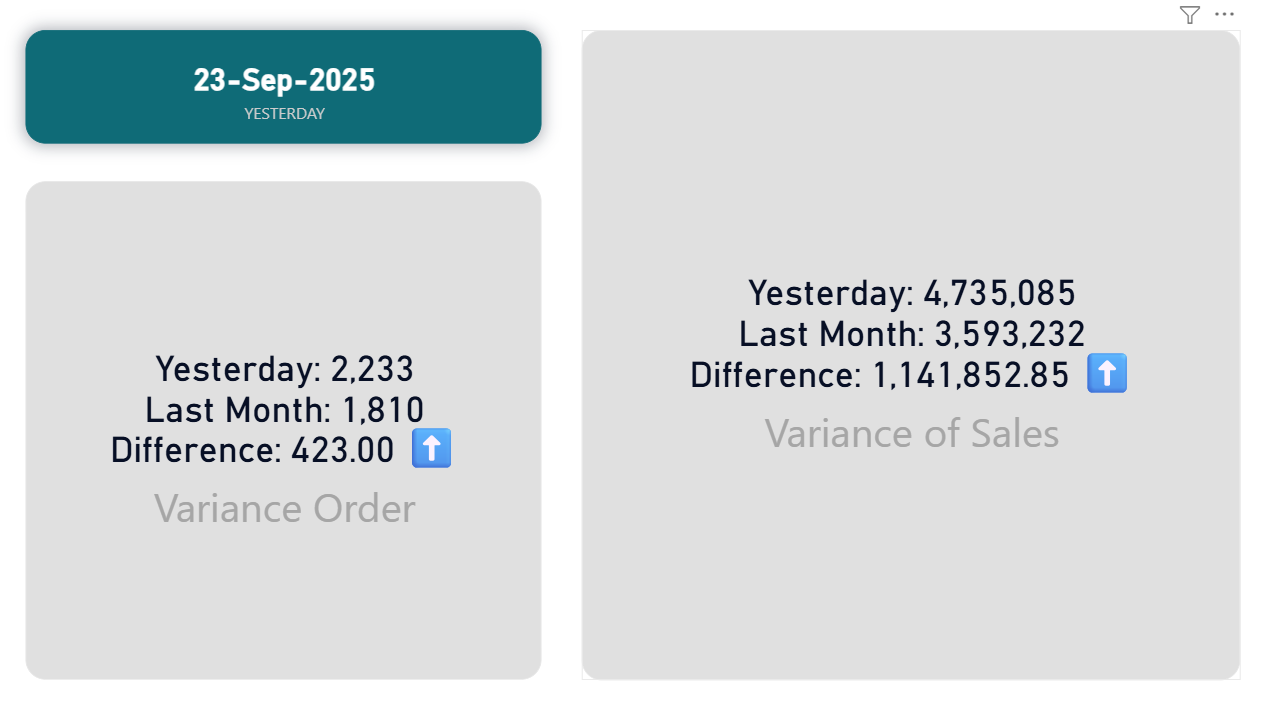 23-Sep-2025
YESTERDAY
Yesterday: 2,233
Last Month: 1,810
Difference: 423.00 ⬆️
Variance Order
Yesterday: 4,735,085
Last Month: 3,593,232
Difference: 1,141,852.85 ⬆️
Variance of Sales